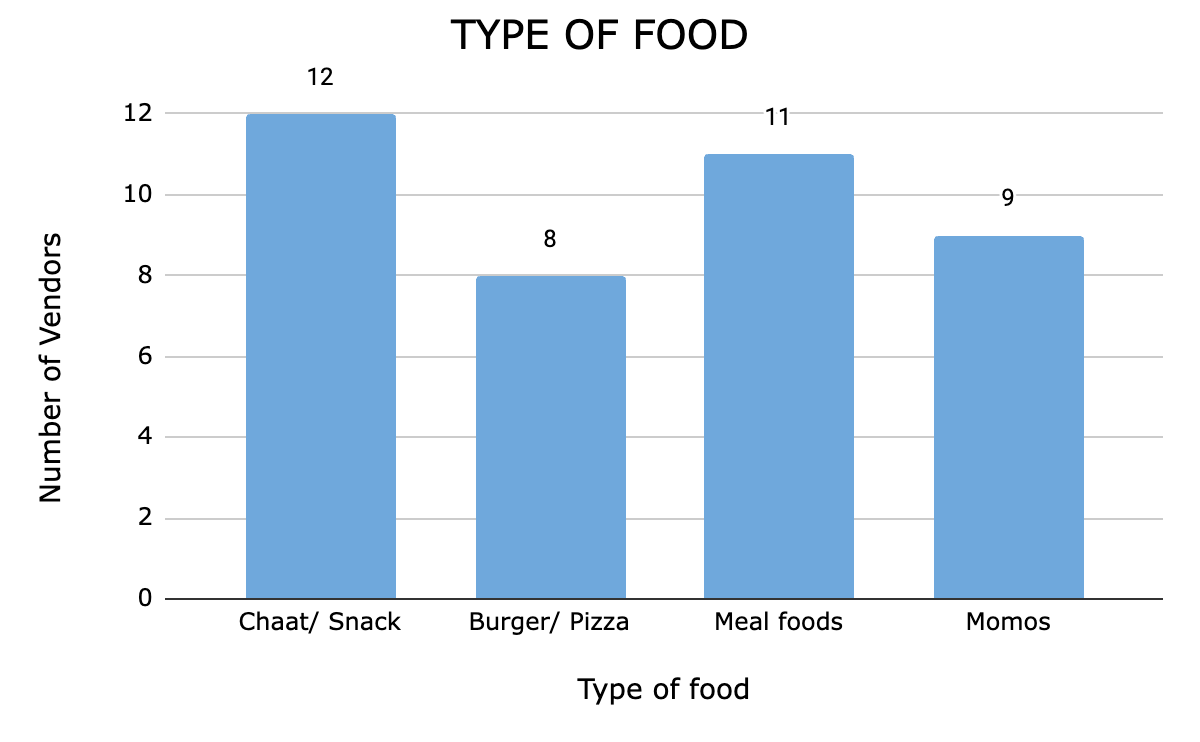 TYPE OF FOOD
12
12
11
10
9
8
8
6
4
2
0
Number of Vendors
Chaat/ Snack Burger/ Pizza Meal foods Momos
Type of food